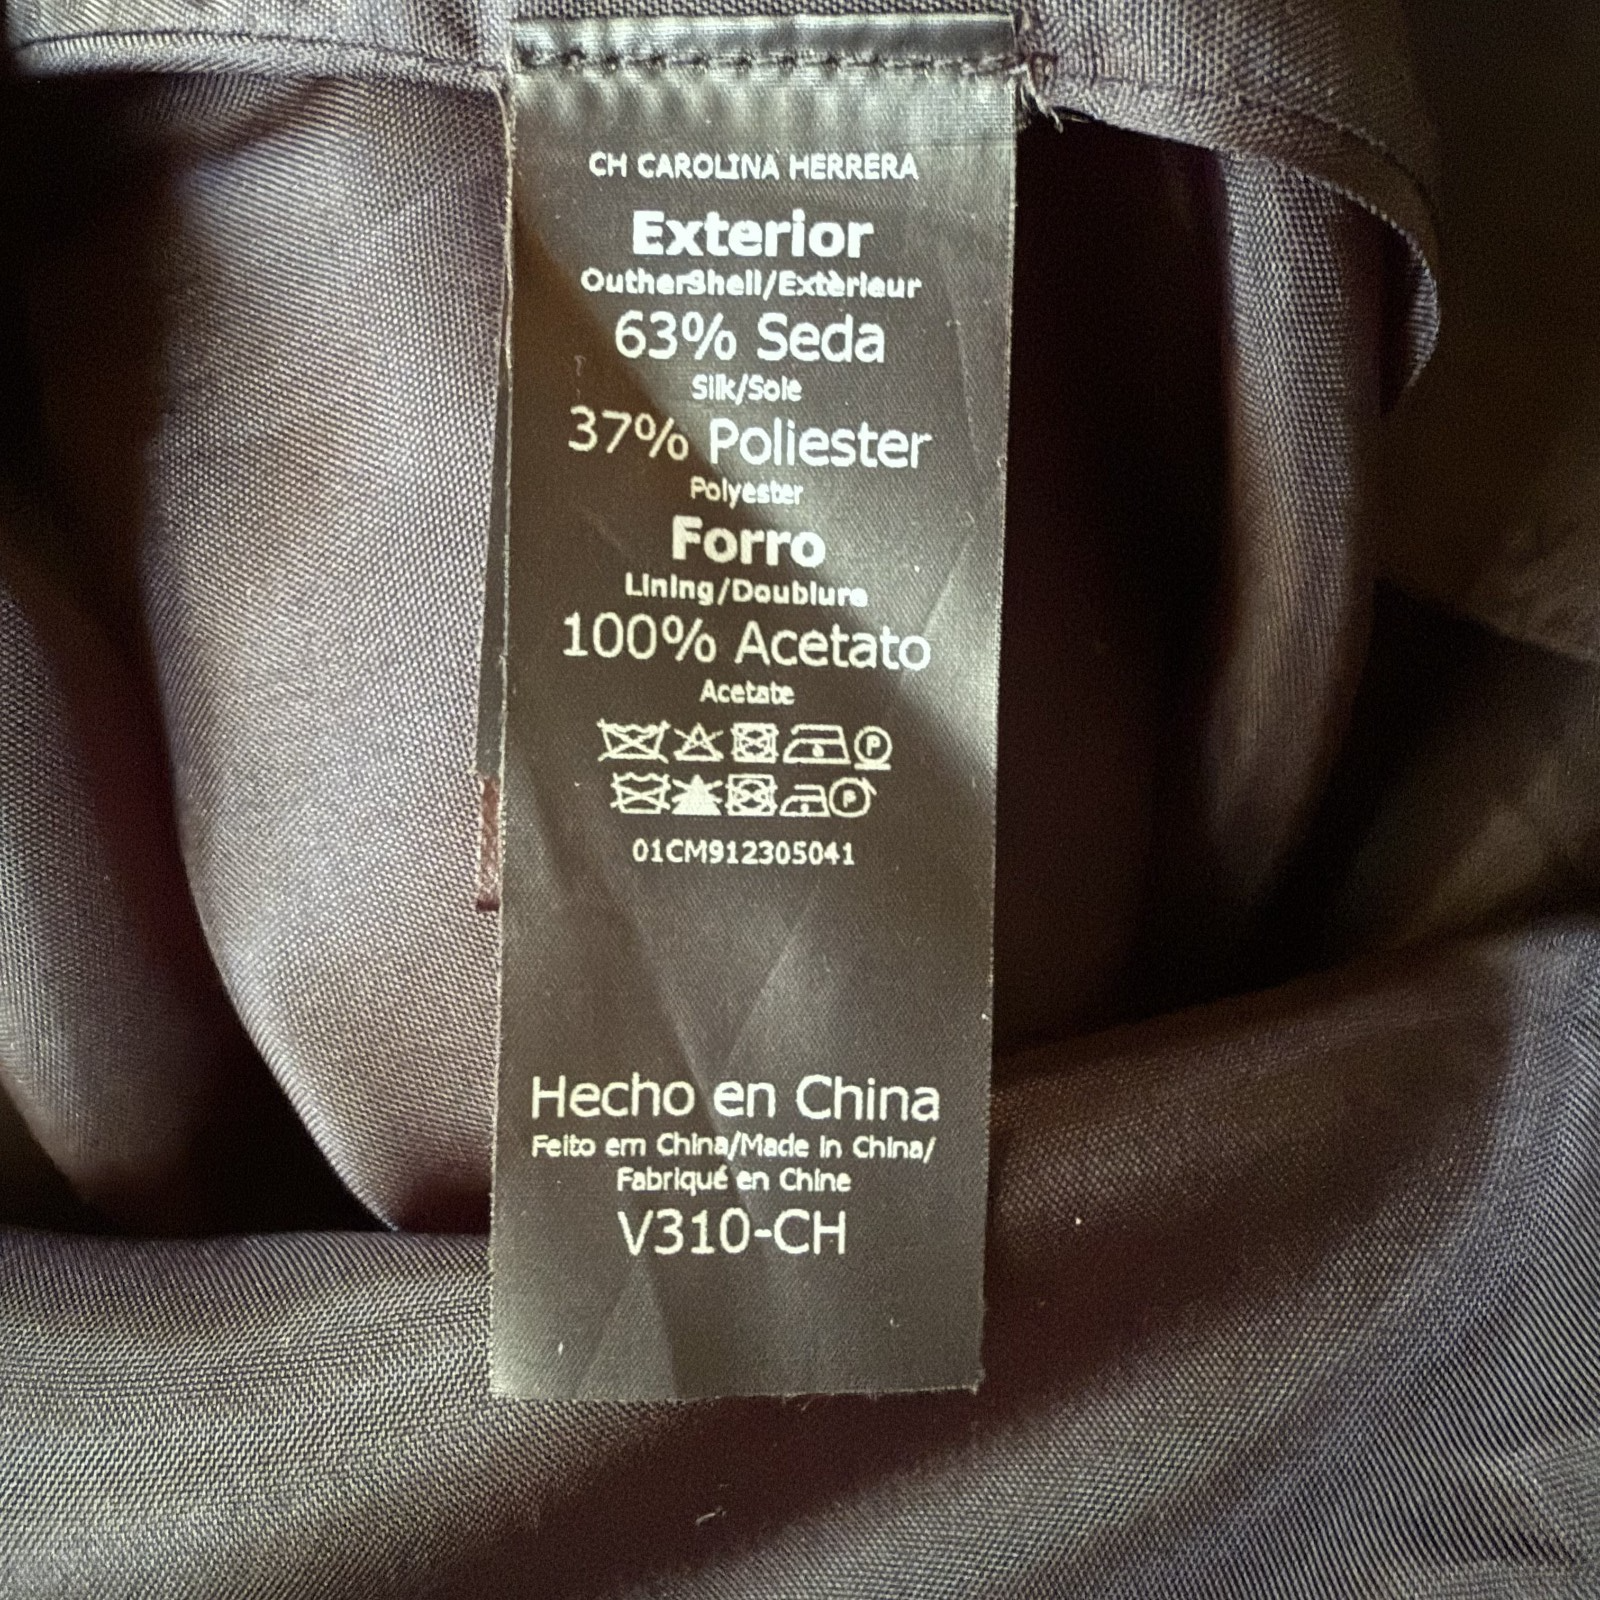 CH CAROLINA HERRERA
Exterior
OutherShell/Extèrieur
63% Seda
Silk/Soie
37% Poliester
Polyester
Forro
Lining/Doublure
100% Acetato
Acetate
P
P
01CM912305041
Hecho en China
Feito em China/Made in China/
Fabriqué en Chine
V310-CH